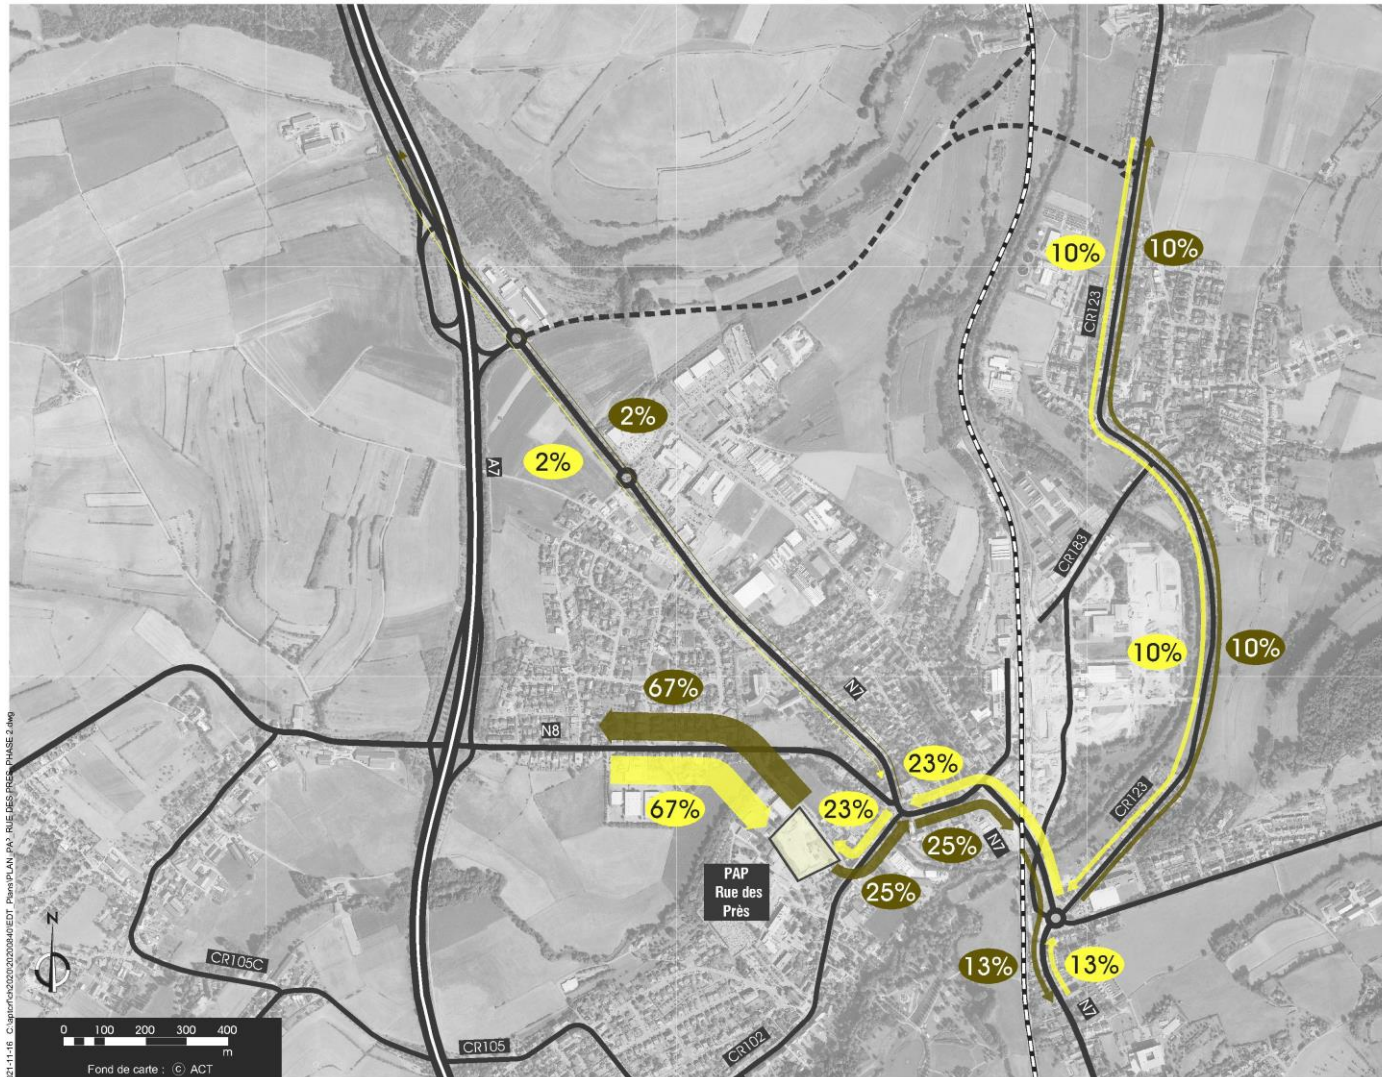 10%
10%
CR123
2%
2%
A7
CR183
10%
10%
67%
N7
N8
23%
67%
23%
CR123
N7
25%
PAP
Rue des
Près
25%
13%
13%
N7
CR105C
CR105
CR102
N
0 100 200 300 400
m
Fond de carte : © ACT